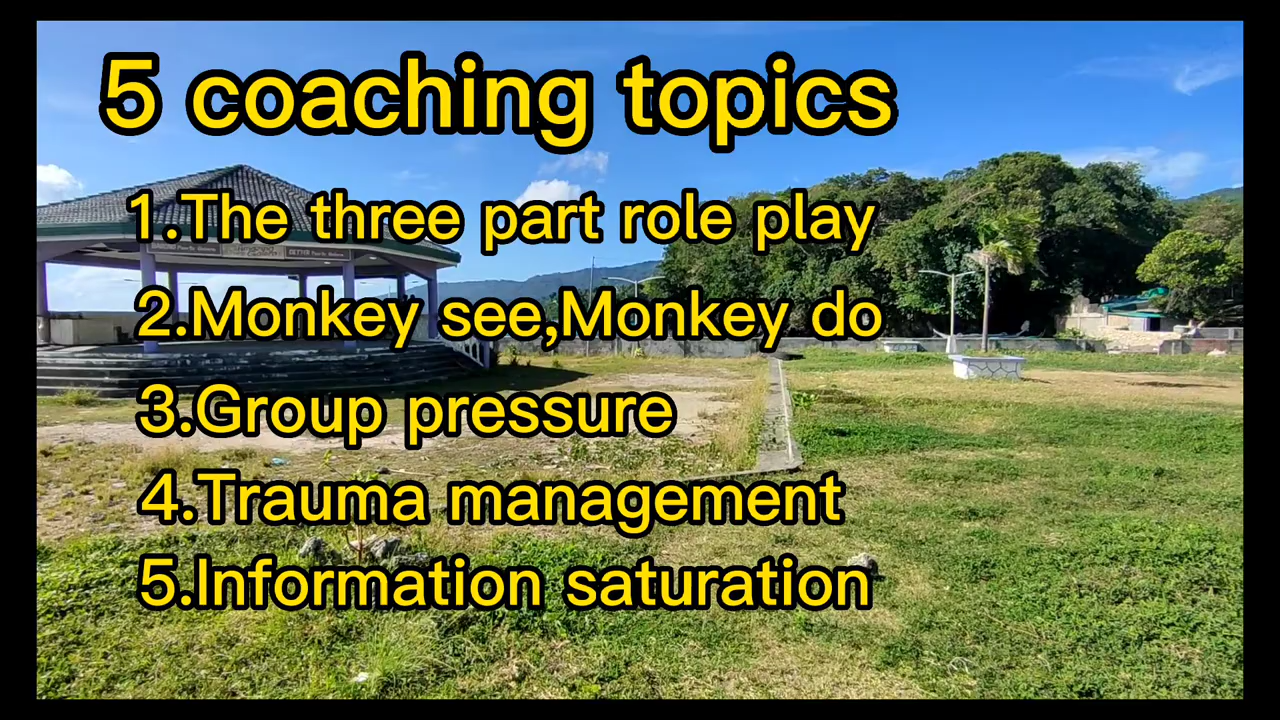 5 coaching topics
1.The three part role play
2.Monkey see,Monkey do
3.Group pressure
4.Trauma management
5.Information saturation